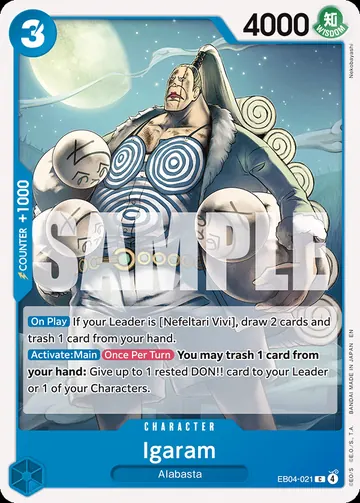 3
4000
知
WISDOM
Nekobayashi
COUNTER +1000
SAMPLE
On Play If your Leader is [Nefeltari Vivi], draw 2 cards and
trash 1 card from your hand.
Activate:Main Once Per Turn You may trash 1 card from
your hand: Give up to 1 rested DON!! card to your Leader
or 1 of your Characters.
CHARACTER
Igaram
Alabasta
EB04-021 C 4
©E.O./S. ©E.O./S., T.A. BANDAI MADE IN JAPAN EN